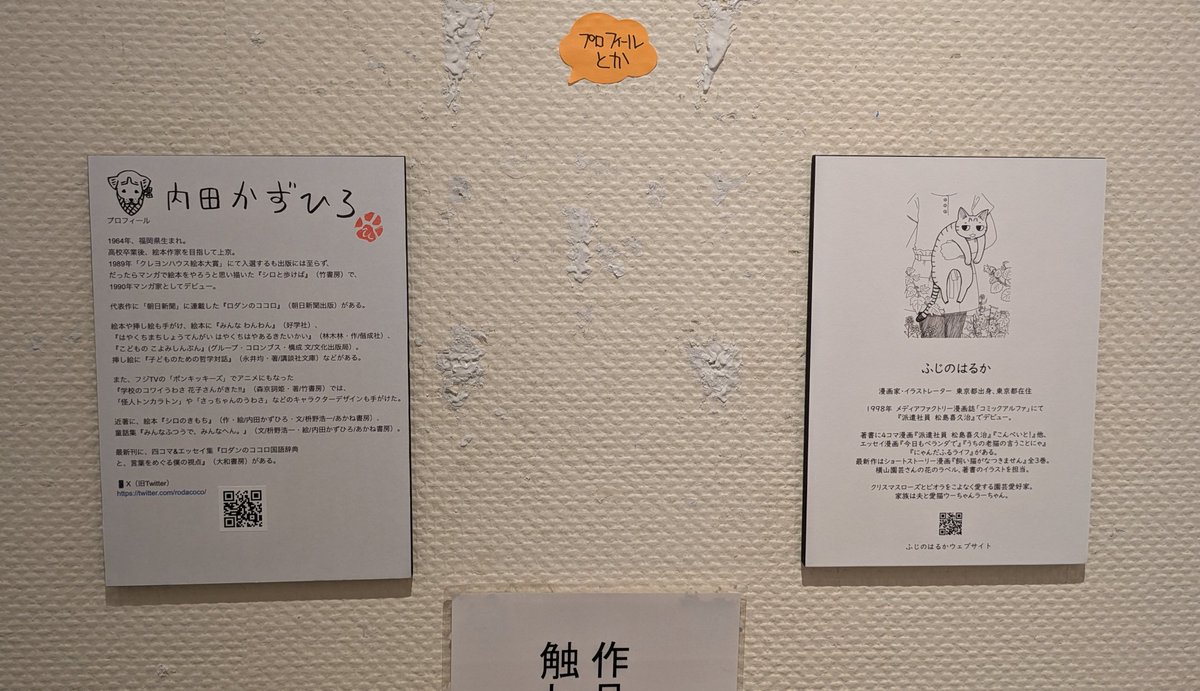 プロフィール
とか
内田かずひろ
プロフィール
1964年、福岡県生まれ。
高校卒業後、絵本作家を目指して上京。
1989年「クレヨンハウス絵本大賞」にて入選するも出版には至らず、
だったらマンガで絵本をやろうと思い描いた『シロと歩けば』（竹書房）で、
1990年マンガ家としてデビュー。
代表作に「朝日新聞」に連載した『ロダンのココロ』（朝日新聞出版）がある。
絵本や挿し絵も手がけ、絵本に『みんな わんわん』（好学社）、
『はやくちまちしょうてんがい はやくちはやあるきたいかい』（林木林・作/偕成社）、
『こどもの こよみしんぶん』(グループ・コロンブス・構成 文/文化出版局）。
挿し絵に『子どものための哲学対話』（永井均・著/講談社文庫）などがある。
また、フジTVの「ポンキッキーズ」でアニメにもなった
『学校のコワイうわさ 花子さんがきた!!』（森京詞姫・著/竹書房）では、
「怪人トンカラトン」や「さっちゃんのうわさ」などのキャラクターデザインも手がけた。
近著に、絵本『シロのきもち』（作・絵/内田かずひろ・文/枡野浩一/あかね書房）、
童話集『みんなふつうで、みんなへん。』（文/枡野浩一・絵/内田かずひろ/あかね書房）。
最新刊に、四コマ&エッセイ集『ロダンのココロ国語辞典
と、言葉をめぐる僕の視点』（大和書房）がある。
X（旧Twitter）
https://twitter.com/rodacoco/
ふじのはるか
漫画家・イラストレーター 東京都出身、東京都在住
1998年 メディアファクトリー漫画誌「コミックアルファ」にて
『派遣社員 松島喜久治』でデビュー。
著書に4コマ漫画『派遣社員 松島喜久治』『こんぺいと！』他、
エッセイ漫画『今日もベランダで』『うちの老猫の言うことにゃ』
『にゃんだふるライフ』がある。
最新作はショートストーリー漫画『飼い猫がなつきません』全3巻。
横山園芸さんの花のラベル、著書のイラストを担当。
クリスマスローズとビオラをこよなく愛する園芸愛好家。
家族は夫と愛猫ウーちゃんラーちゃん。
ふじのはるかウェブサイト
作
触